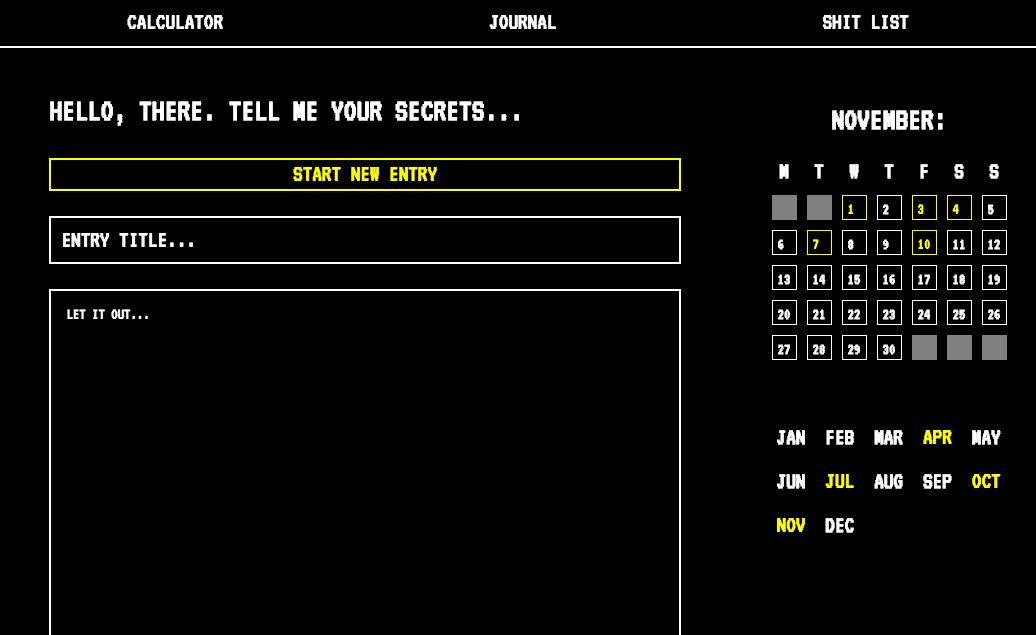 CALCULATOR JOURNAL SHIT LIST
HELLO, THERE. TELL ME YOUR SECRETS...
START NEW ENTRY
ENTRY TITLE...
LET IT OUT...
NOVEMBER:
M T W T F S S
1 2 3 4 5
6 7 8 9 10 11 12
13 14 15 16 17 18 19
20 21 22 23 24 25 26
27 28 29 30
JAN FEB MAR APR MAY
JUN JUL AUG SEP OCT
NOV DEC